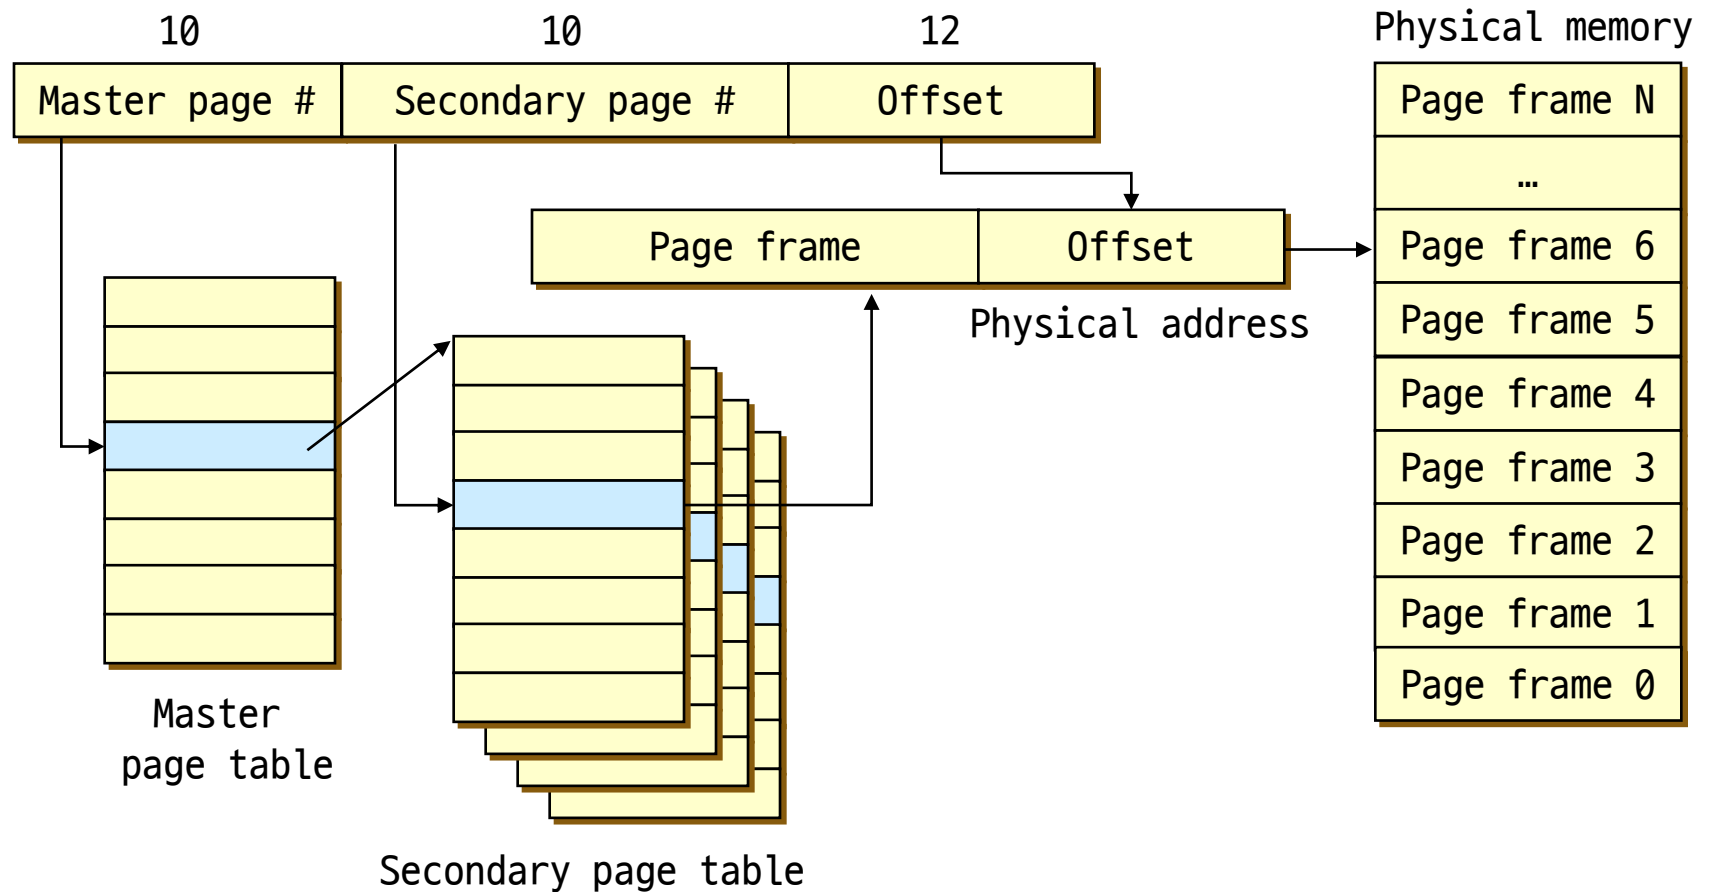 10
10
12
Master page #
Secondary page #
Offset
Page frame
Offset
Physical address
Master
page table
Secondary page table
Physical memory
Page frame N
…
Page frame 6
Page frame 5
Page frame 4
Page frame 3
Page frame 2
Page frame 1
Page frame 0